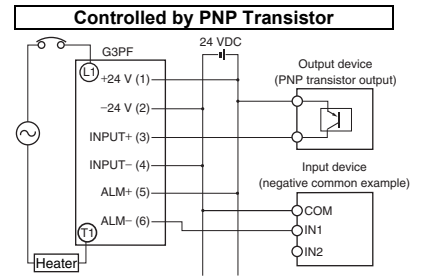 Controlled by PNP Transistor
24 VDC
G3PF
L1
+24 V (1)
−24 V (2)
INPUT+ (3)
INPUT− (4)
ALM+ (5)
ALM− (6)
T1
Heater
Output device
(PNP transistor output)
Input device
(negative common example)
COM
IN1
IN2